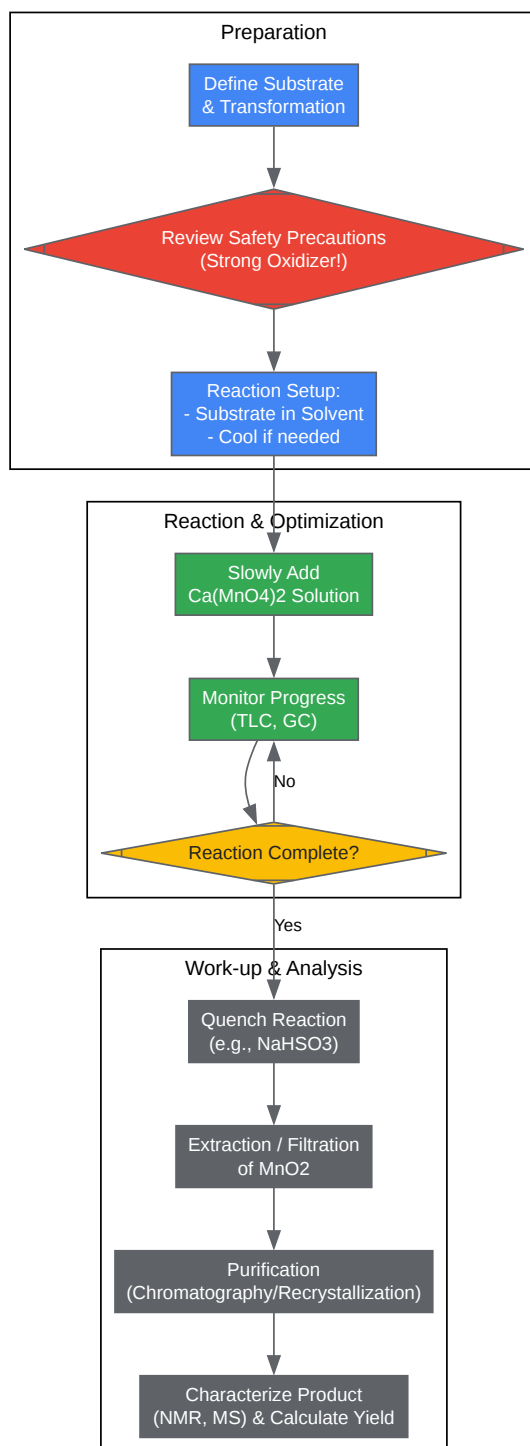 Preparation
Define Substrate
& Transformation
Review Safety Precautions
(Strong Oxidizer!)
Reaction Setup:
- Substrate in Solvent
- Cool if needed
Reaction & Optimization
Slowly Add
Ca(MnO4)2 Solution
Monitor Progress
(TLC, GC)
No
Reaction Complete?
Yes
Work-up & Analysis
Quench Reaction
(e.g., NaHSO3)
Extraction / Filtration
of MnO2
Purification
(Chromatography/Recrystallization)
Characterize Product
(NMR, MS) & Calculate Yield